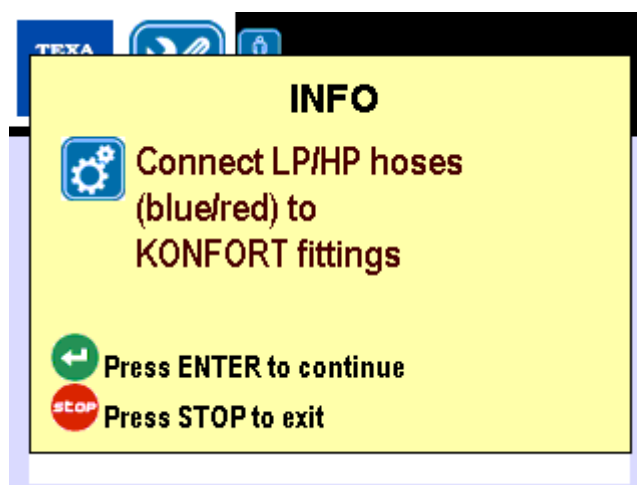 TEXA
INFO
Connect LP/HP hoses
(blue/red) to
KONFORT fittings
Press ENTER to continue
stop
Press STOP to exit